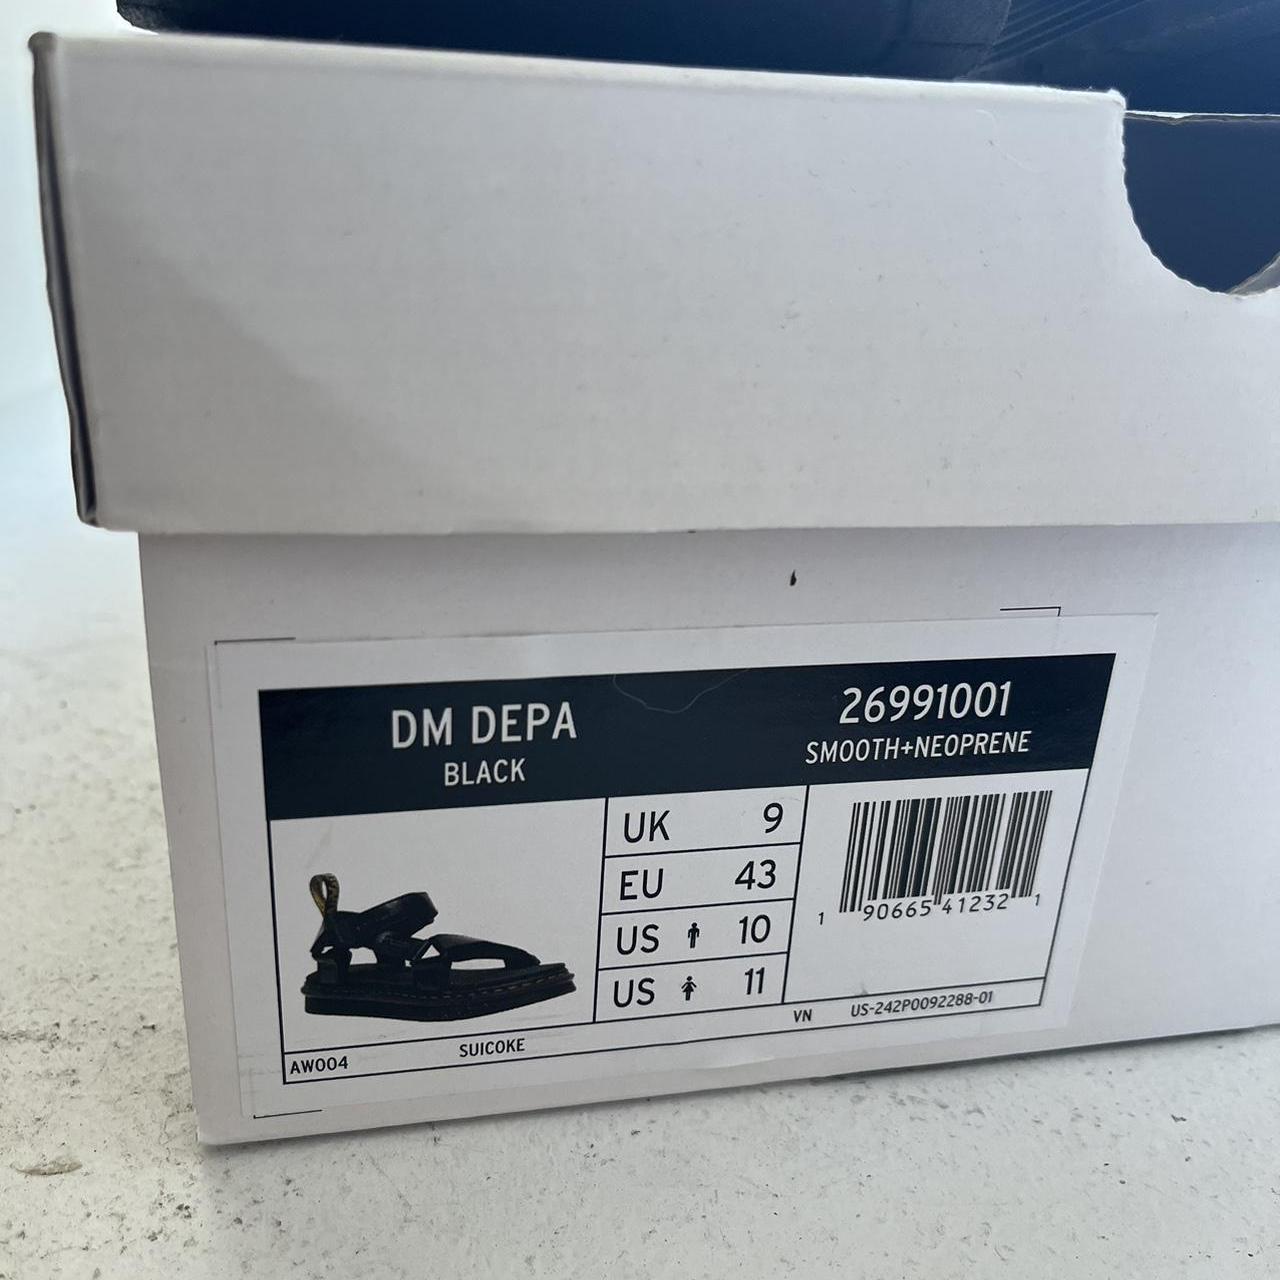 DM DEPA
BLACK
26991001
SMOOTH+NEOPRENE
UK 9
EU 43
US 10
US 11
1 90665 41232 1
AW004
SUICOKE
VN
US-242P0092288-01